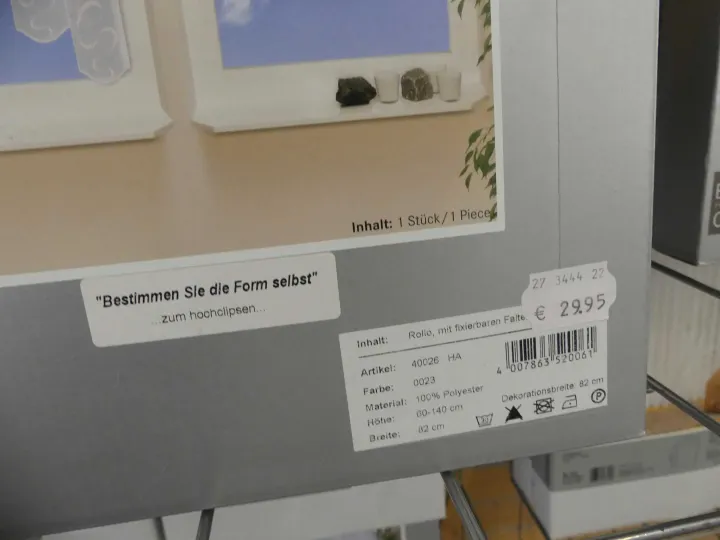 Inhalt: 1 Stück/1 Piece
"Bestimmen Sie die Form selbst"
...zum hochclipsen...
27 3444 22
€ 29.95
Inhalt: Rollo, mit fixierbaren Falte
Artikel: 40026 HA
Farbe: 0023
Material: 100% Polyester
Höhe: 80-140 cm
Breite: 82 cm
4 007863 520061
Dekorationsbreite: 82 cm
P